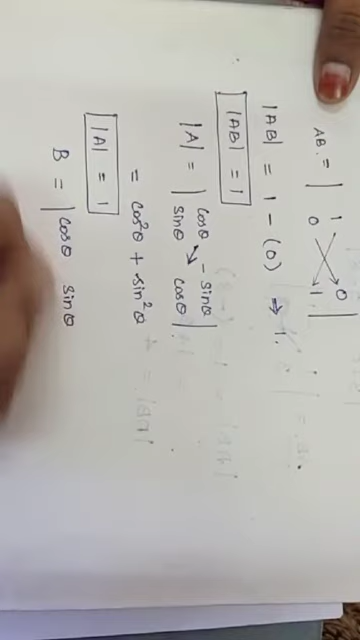 AB. = | 1 0
0 1. |
|AB| = 1 - (0) ⇒ 1.
|AB| = 1
|A| = | cosθ -sinθ
sinθ cosθ |
= cos²θ + sin²θ
|A| = 1
B = | cosθ sinθ